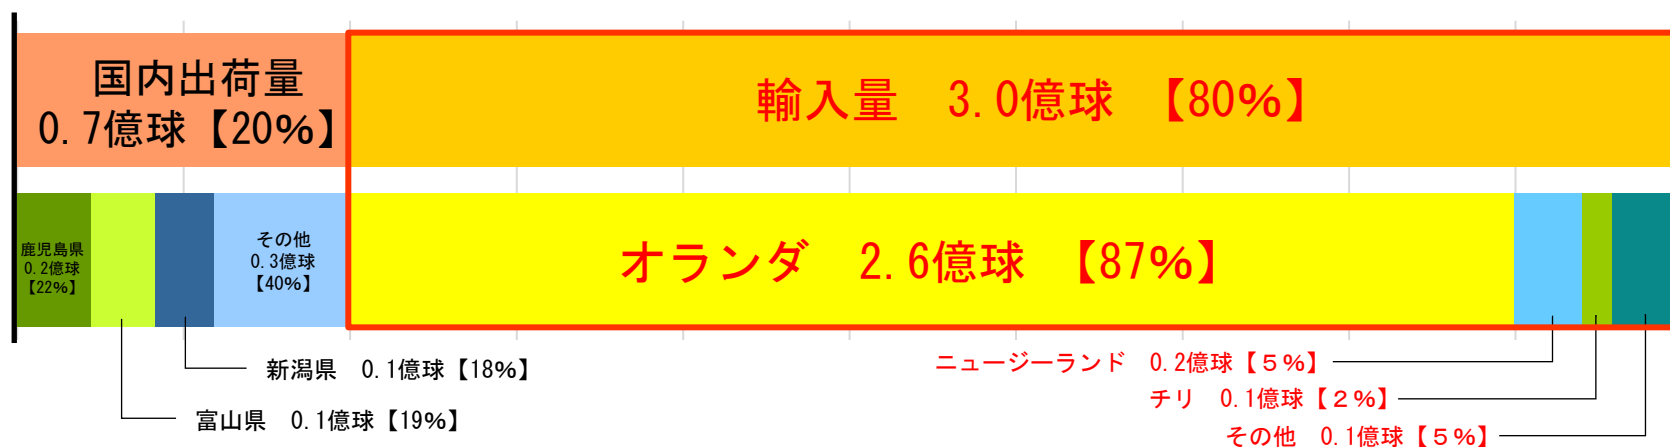 国内出荷量
0.7億球【20%】
輸入量　3.0億球　【80%】
鹿児島県
0.2億球
【22%】
その他
0.3億球
【40%】
オランダ　2.6億球　【87%】
新潟県　0.1億球【18%】
富山県　0.1億球【19%】
ニュージーランド　0.2億球【５%】
チリ　0.1億球【２%】
その他　0.1億球【５%】